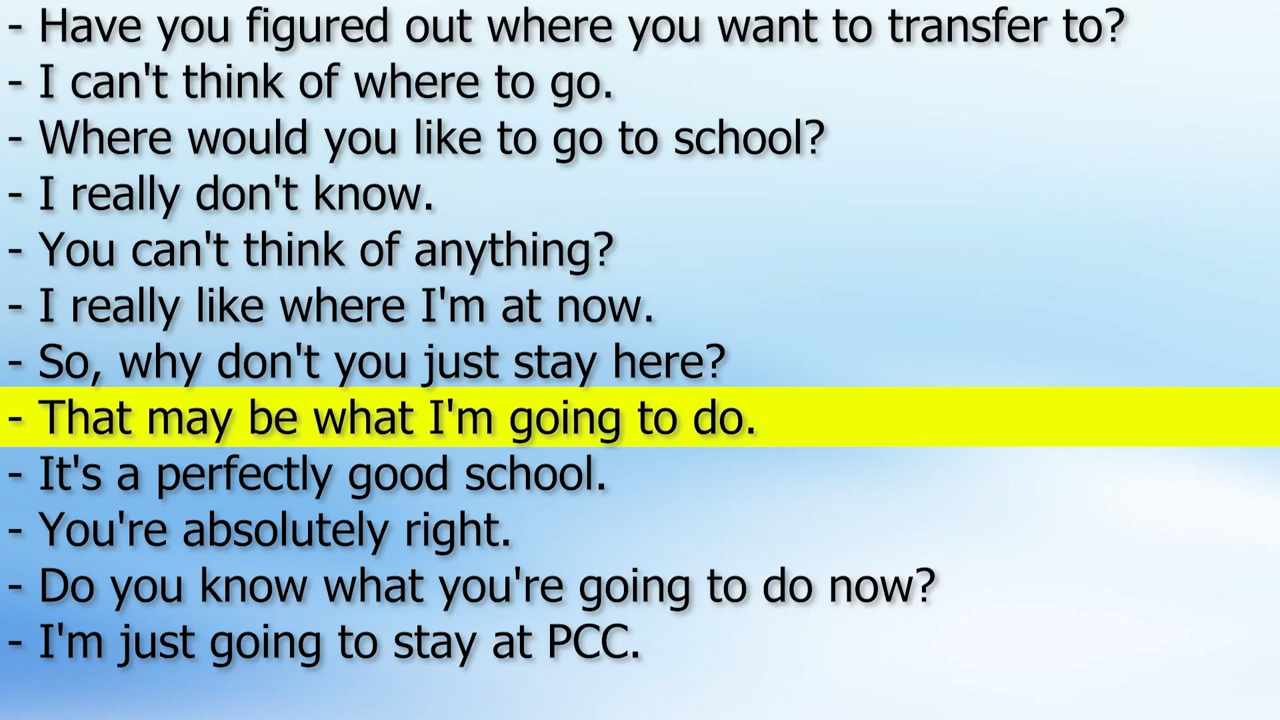 - Have you figured out where you want to transfer to?
- I can't think of where to go.
- Where would you like to go to school?
- I really don't know.
- You can't think of anything?
- I really like where I'm at now.
- So, why don't you just stay here?
- That may be what I'm going to do.
- It's a perfectly good school.
- You're absolutely right.
- Do you know what you're going to do now?
- I'm just going to stay at PCC.